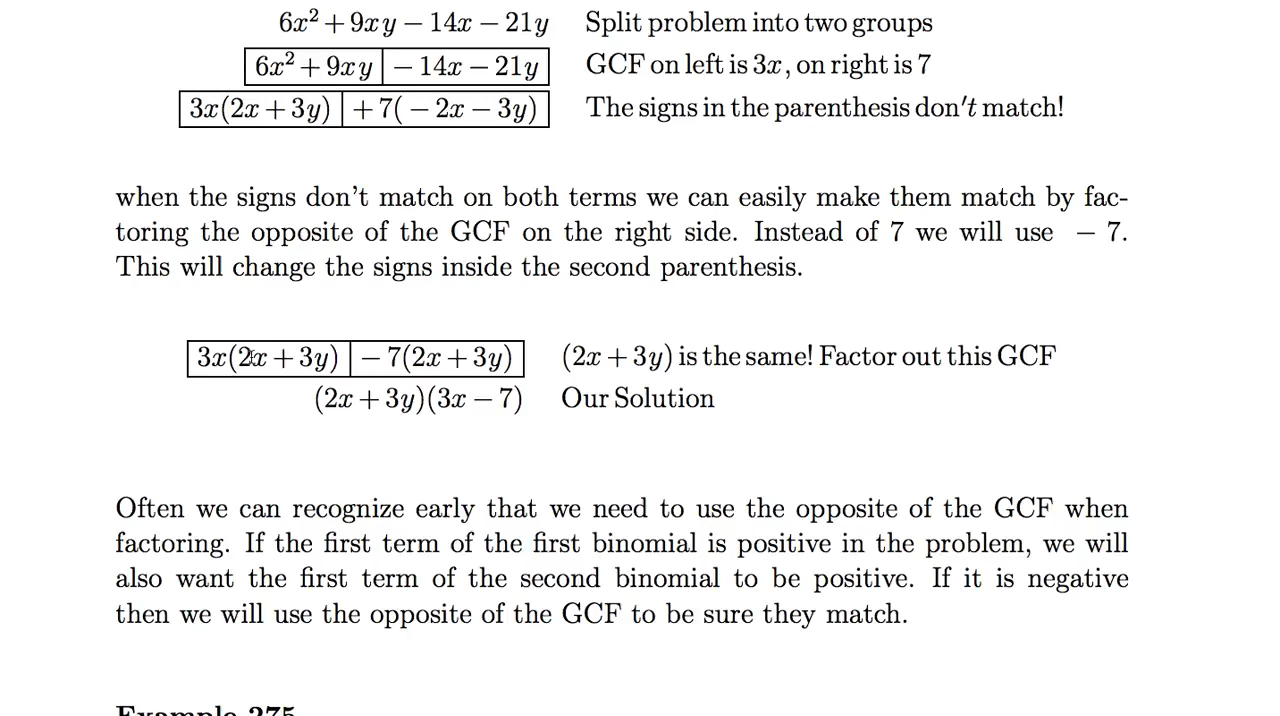 6x² + 9xy − 14x − 21y Split problem into two groups
6x² + 9xy − 14x − 21y GCF on left is 3x, on right is 7
3x(2x + 3y) + 7( − 2x − 3y) The signs in the parenthesis don't match!
when the signs don't match on both terms we can easily make them match by fac-
toring the opposite of the GCF on the right side. Instead of 7 we will use − 7.
This will change the signs inside the second parenthesis.
3x(2x + 3y) − 7(2x + 3y) (2x + 3y) is the same! Factor out this GCF
(2x + 3y)(3x − 7) Our Solution
Often we can recognize early that we need to use the opposite of the GCF when
factoring. If the first term of the first binomial is positive in the problem, we will
also want the first term of the second binomial to be positive. If it is negative
then we will use the opposite of the GCF to be sure they match.
Example 275